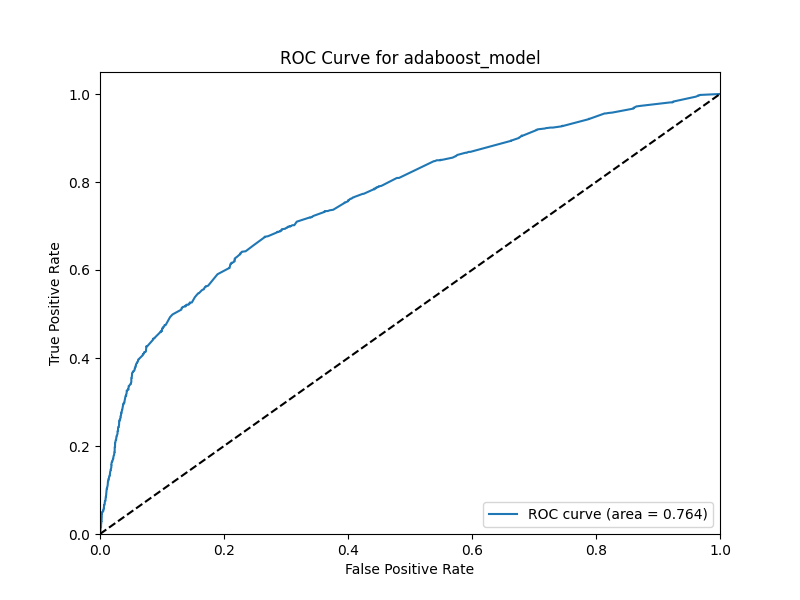 ROC Curve for adaboost_model
1.0
0.8
0.6
0.4
0.2
0.0
True Positive Rate
ROC curve (area = 0.764)
0.0 0.2 0.4 0.6 0.8 1.0
False Positive Rate